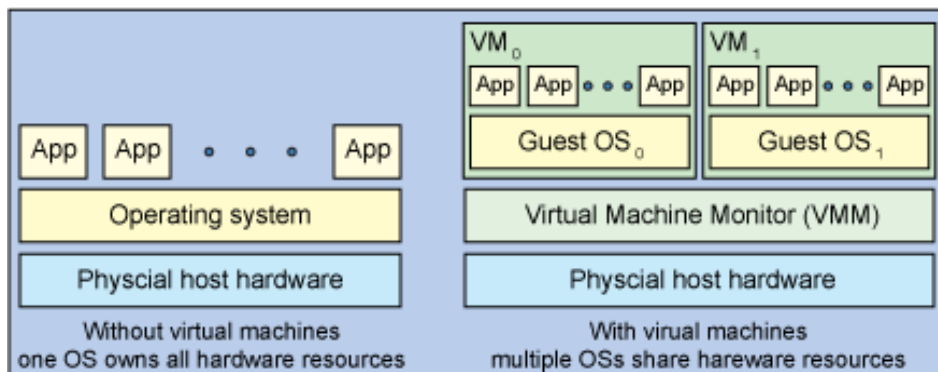 App App App
Operating system
Physcial host hardware
Without virtual machines
one OS owns all hardware resources
VM0
App App App
Guest OS0
VM1
App App App
Guest OS1
Virtual Machine Monitor (VMM)
Physcial host hardware
With virual machines
multiple OSs share hareware resources